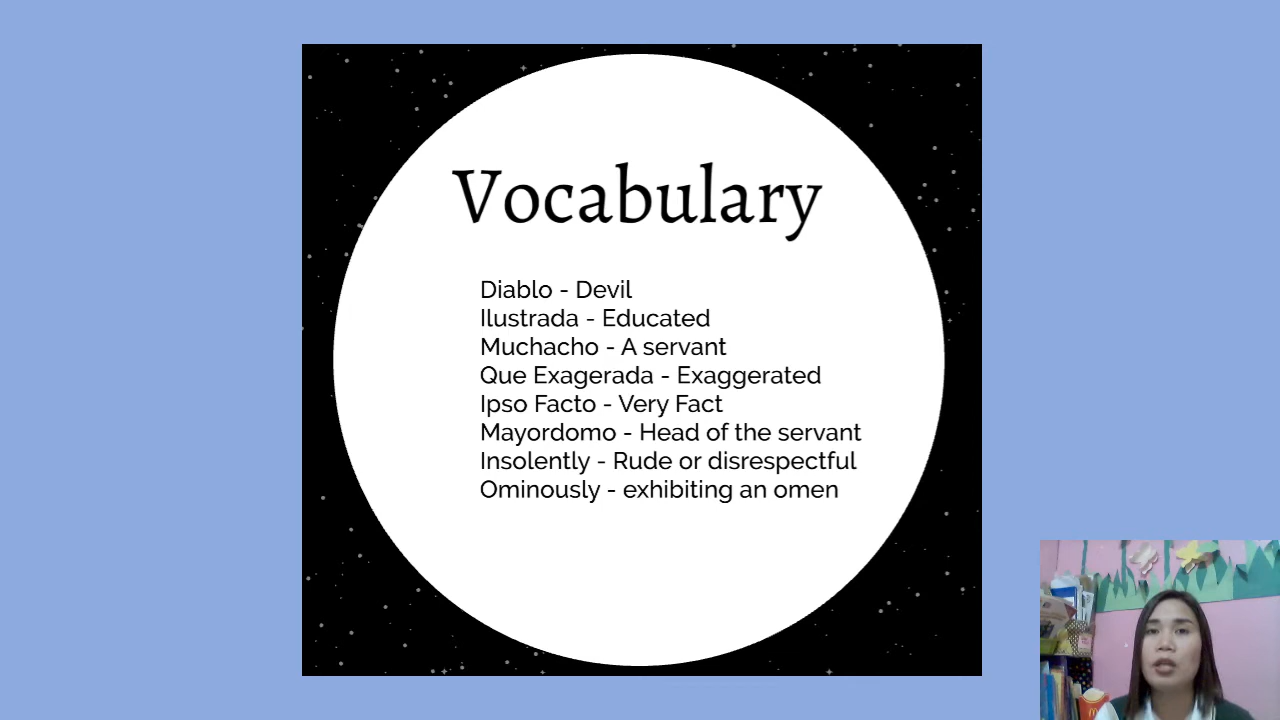 Vocabulary
Diablo - Devil
Ilustrada - Educated
Muchacho - A servant
Que Exagerada - Exaggerated
Ipso Facto - Very Fact
Mayordomo - Head of the servant
Insolently - Rude or disrespectful
Ominously - exhibiting an omen